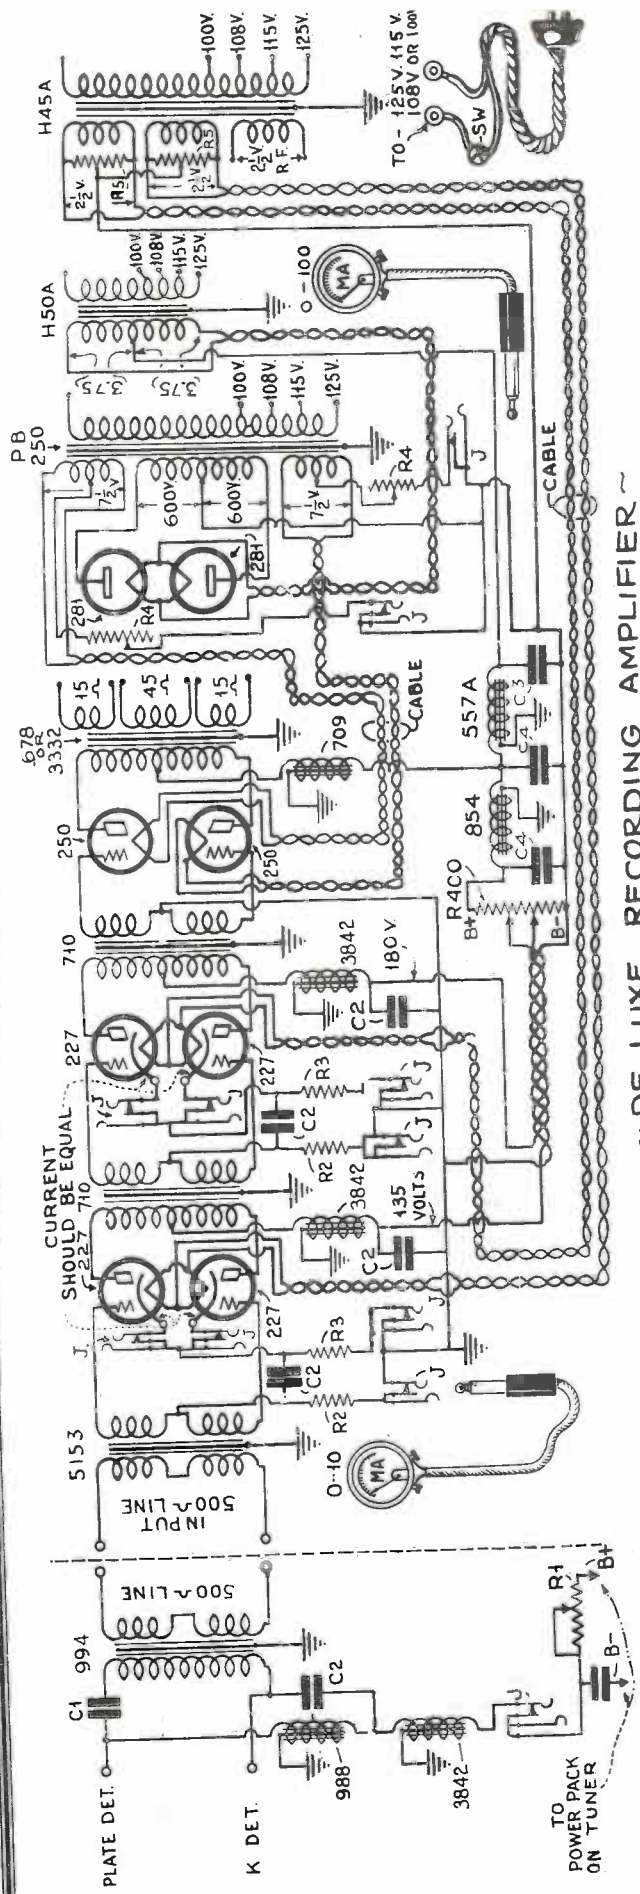 PLATE DET.
K DET.
C1
994
500∿ LINE
C2
988
3842
J
R1
B+
B-
TO
POWER PACK
ON TUNER
INPUT
500∿ LINE
5153
0-10
MA
J
R2
C2
R3
J
J
227
227
CURRENT
SHOULD BE EQUAL
710
3842
C2
135
VOLTS
J
R2
C2
R3
J
J
227
227
710
3842
C2
180 V.
250
250
678
OR
3332
15∿
45∿
15∿
709
CABLE
R400
B+
B-
854
C4
557A
C4
C3
281
281
R4
J
PB
250
7½ V.
600V.
600V.
7½ V.
100V.
108V.
115V.
125V.
R4
J
H50A
(3.75)
(3.75)
100V.
108V.
115V.
125V.
0-100
MA
H45A
2½ V.
R5
2½ V.
R5
2½ V.
R.F.
100V.
108V.
115V.
125V.
TO - 125V. 115V.
108V OR 100V
SW
CABLE
DE LUXE RECORDING AMPLIFIER ~